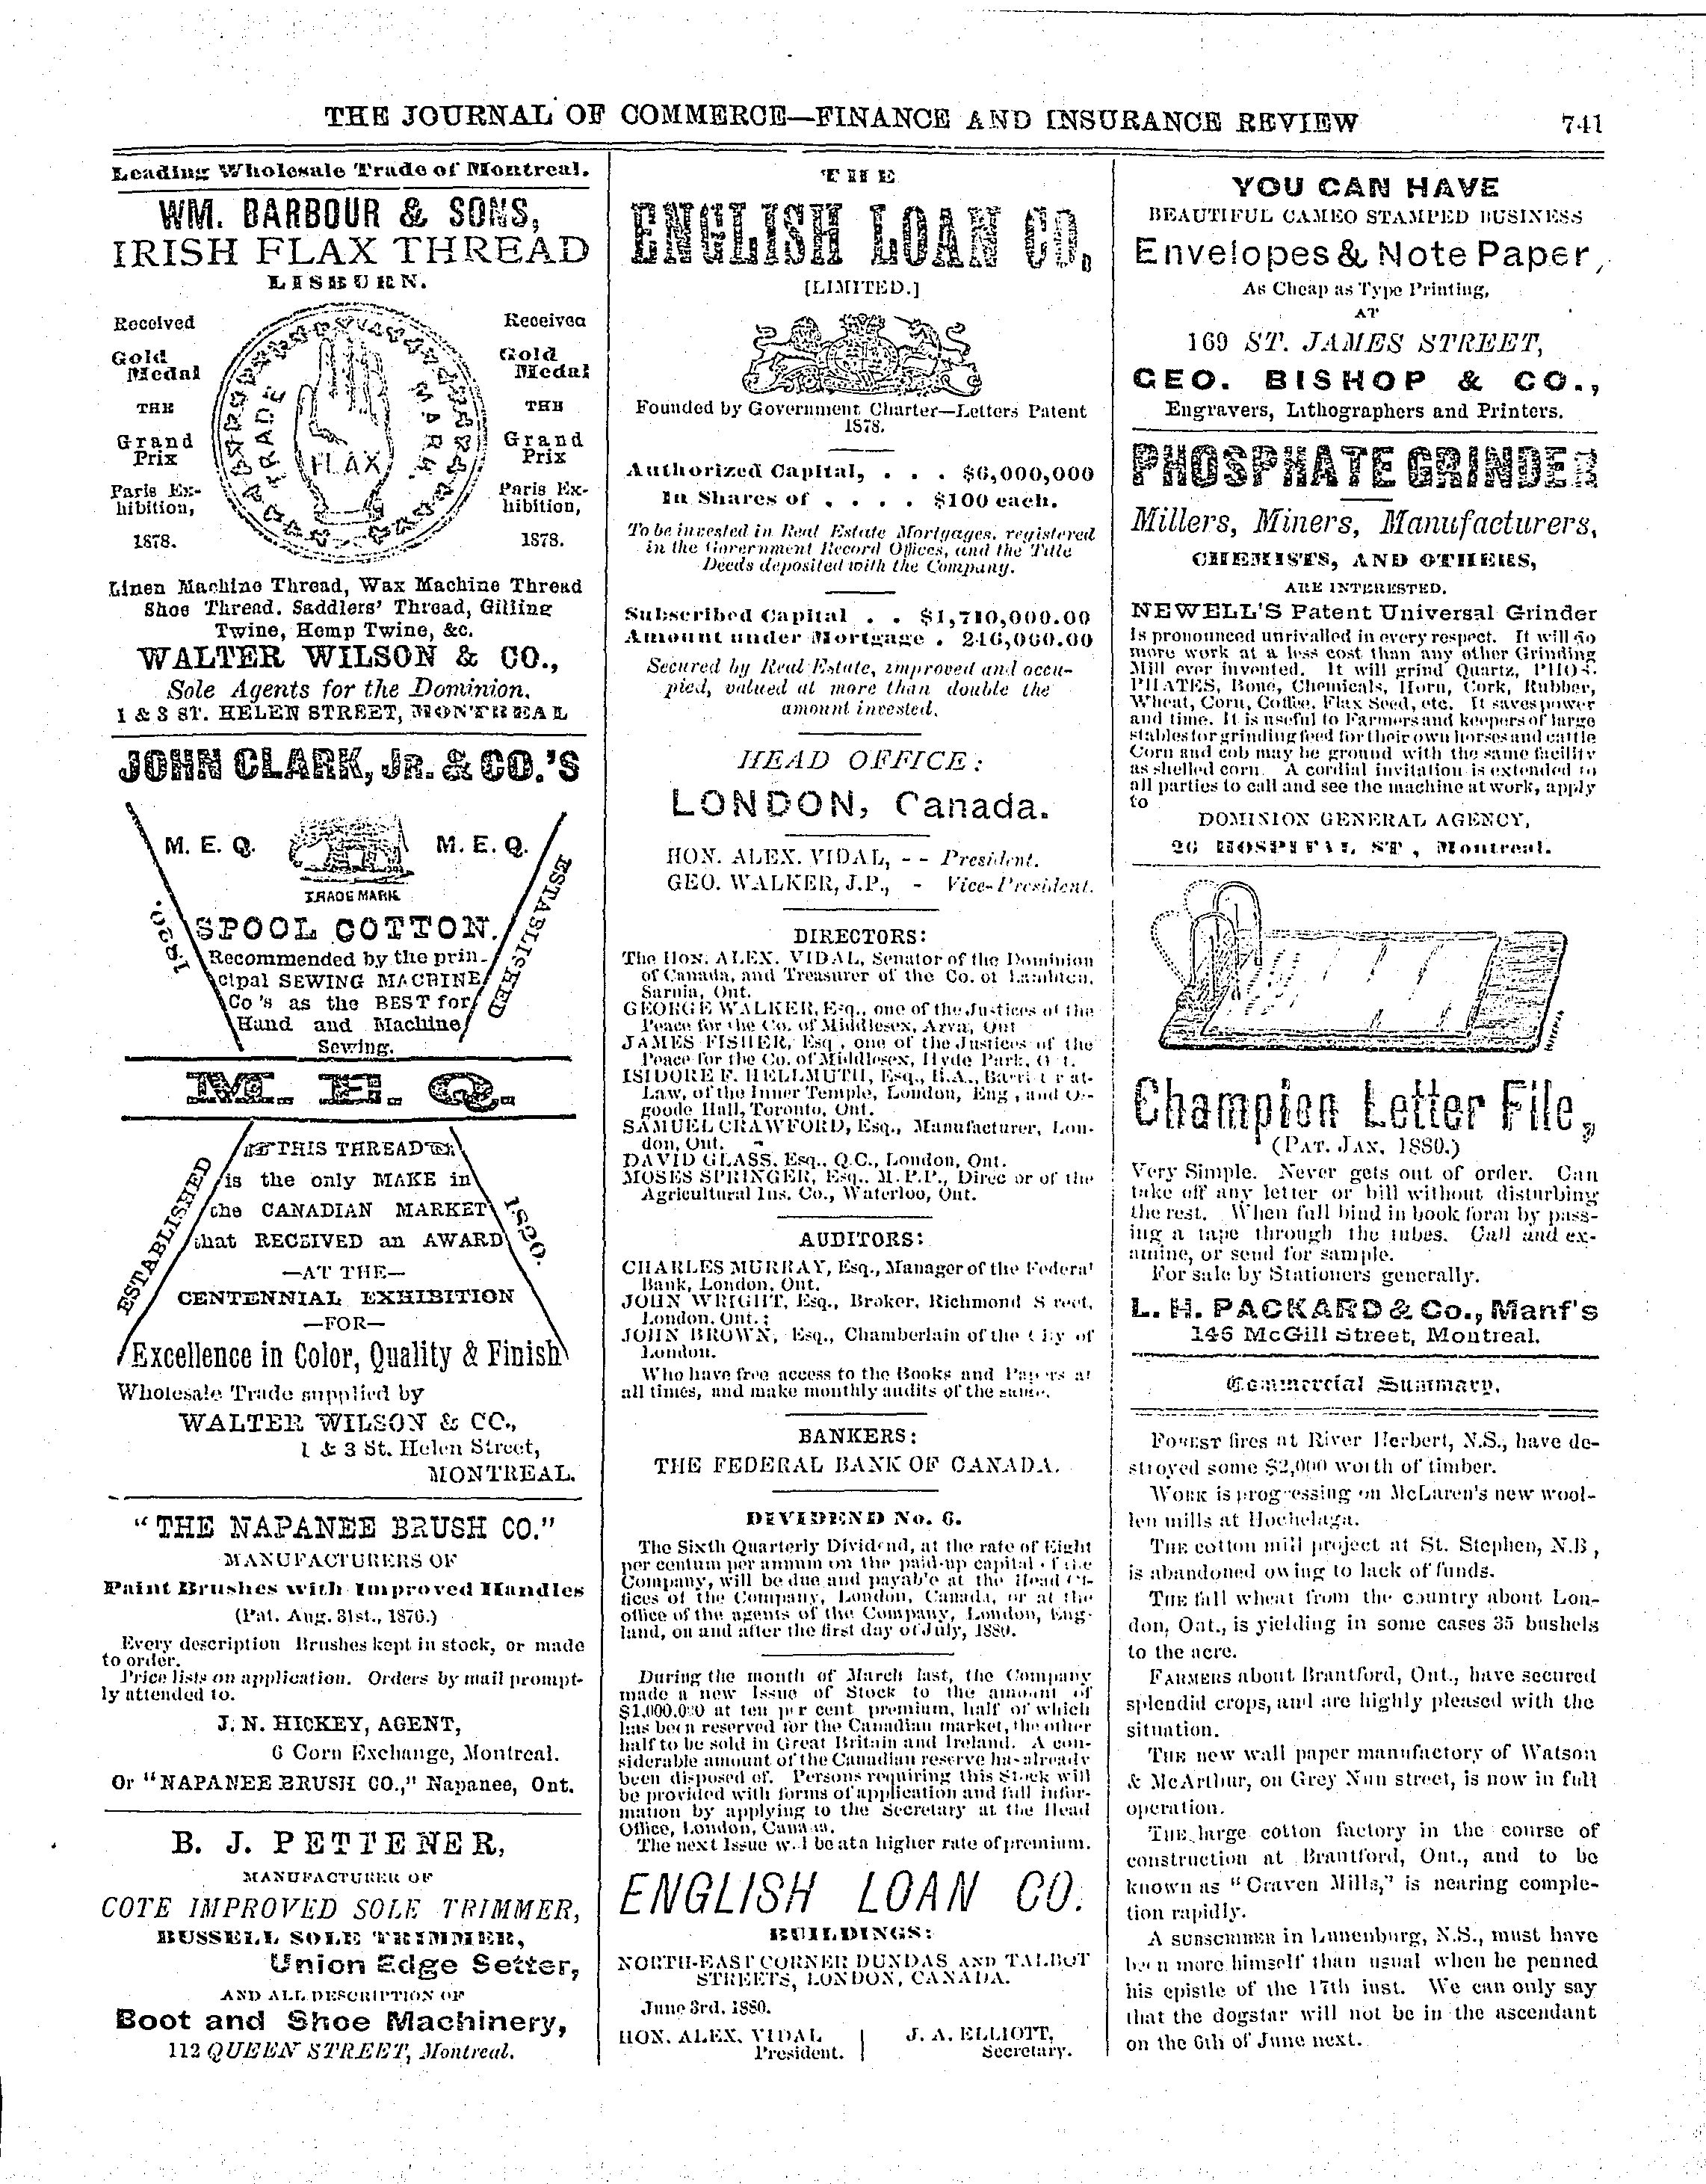 THE JOURNAL OF COMMERCE—FINANCE AND INSURANCE REVIEW
741
Leading Wholesale Trade of Montreal.
WM. BARBOUR & SONS,
IRISH FLAX THREAD
LISBURN.
Received
Gold
Medal
THE
Grand
Prix
Paris Ex-
hibition,
1878.
TRADE MARK.
FLAX
Received
Gold
Medal
THE
Grand
Prix
Paris Ex-
hibition,
1878.
Linen Machine Thread, Wax Machine Thread
Shoe Thread. Saddlers' Thread, Gilling
Twine, Hemp Twine, &c.
WALTER WILSON & CO.,
Sole Agents for the Dominion.
1 & 3 ST. HELEN STREET, MONTREAL
JOHN CLARK, JR. & CO.'S
M. E. Q.
M. E. Q.
TRADE MARK
ESTABLISHED
1820.
SPOOL COTTON.
Recommended by the prin-
cipal SEWING MACHINE
Co's as the BEST for
Hand and Machine
Sewing.
M. E. Q.
ESTABLISHED
1820.
THIS THREAD
is the only MAKE in
the CANADIAN MARKET
that RECEIVED an AWARD
—AT THE—
CENTENNIAL EXHIBITION
—FOR—
Excellence in Color, Quality & Finish
Wholesale Trade supplied by
WALTER WILSON & CO.,
1 & 3 St. Helen Street,
MONTREAL.
"THE NAPANEE BRUSH CO."
MANUFACTURERS OF
Paint Brushes with Improved Handles
(Pat. Aug. 31st., 1876.)
Every description Brushes kept in stock, or made
to order.
Price lists on application. Orders by mail prompt-
ly attended to.
J. N. HICKEY, AGENT,
6 Corn Exchange, Montreal.
Or "NAPANEE BRUSH CO.," Napanee, Ont.
B. J. PETTENER,
MANUFACTURER OF
COTE IMPROVED SOLE TRIMMER,
BUSSELL SOLE TRIMMER,
Union Edge Setter,
AND ALL DESCRIPTION OF
Boot and Shoe Machinery,
112 QUEEN STREET, Montreal.
THE
ENGLISH LOAN CO,
[LIMITED.]
Founded by Government Charter—Letters Patent
1878.
Authorized Capital, . . . $6,000,000
In Shares of . . . . $100 each.
To be invested in Real Estate Mortgages, registered
in the Government Record Offices, and the Title
Deeds deposited with the Company.
Subscribed Capital . . $1,710,000.00
Amount under Mortgage . 246,000.00
Secured by Real Estate, improved and occu-
pied, valued at more than double the
amount invested.
HEAD OFFICE:
LONDON, Canada.
HON. ALEX. VIDAL, - - President.
GEO. WALKER, J.P., - Vice-President.
DIRECTORS:
The HON. ALEX. VIDAL, Senator of the Dominion
of Canada, and Treasurer of the Co. of Lambton,
Sarnia, Ont.
GEORGE WALKER, Esq., one of the Justices of the
Peace for the Co. of Middlesex, Arva, Ont
JAMES FISHER, Esq , one of the Justices of the
Peace for the Co. of Middlesex, Hyde Park, O t.
ISIDORE F. HELLMUTH, Esq., B.A., Barri t r at-
Law, of the Inner Temple, London, Eng , and Os-
goode Hall, Toronto, Ont.
SAMUEL CRAWFORD, Esq., Manufacturer, Lon-
don, Ont.
DAVID GLASS, Esq., Q.C., London, Ont.
MOSES SPRINGER, Esq., M.P.P., Direc or of the
Agricultural Ins. Co., Waterloo, Ont.
AUDITORS:
CHARLES MURRAY, Esq., Manager of the Federal
Bank, London, Ont.
JOHN WRIGHT, Esq., Broker, Richmond S reet,
London, Ont.;
JOHN BROWN, Esq., Chamberlain of the City of
London.
Who have free access to the Books and Papers at
all times, and make monthly audits of the same.
BANKERS:
THE FEDERAL BANK OF CANADA.
DIVIDEND No. 6.
The Sixth Quarterly Dividend, at the rate of Eight
per centum per annum on the paid-up capital of the
Company, will be due and payable at the Head Of-
fices of the Company, London, Canada, or at the
office of the agents of the Company, London, Eng-
land, on and after the first day of July, 1880.
During the month of March last, the Company
made a new Issue of Stock to the amount of
$1,000,000 at ten per cent premium, half of which
has been reserved for the Canadian market, the other
half to be sold in Great Britain and Ireland. A con-
siderable amount of the Canadian reserve has already
been disposed of. Persons requiring this Stock will
be provided with forms of application and full infor-
mation by applying to the Secretary at the Head
Office, London, Canada.
The next Issue will be at a higher rate of premium.
ENGLISH LOAN CO.
BUILDINGS:
NORTH-EAST CORNER DUNDAS AND TALBOT
STREETS, LONDON, CANADA.
June 3rd, 1880.
HON. ALEX. VIDAL
President.
J. A. ELLIOTT,
Secretary.
YOU CAN HAVE
BEAUTIFUL CAMEO STAMPED BUSINESS
Envelopes & Note Paper,
As Cheap as Type Printing,
AT
169 ST. JAMES STREET,
GEO. BISHOP & CO.,
Engravers, Lithographers and Printers.
PHOSPHATE GRINDER
Millers, Miners, Manufacturers,
CHEMISTS, AND OTHERS,
ARE INTERESTED.
NEWELL'S Patent Universal Grinder
Is pronounced unrivalled in every respect. It will do
more work at a less cost than any other Grinding
Mill ever invented. It will grind Quartz, PHOS-
PHATES, Bone, Chemicals, Horn, Cork, Rubber,
Wheat, Corn, Coffee, Flax Seed, etc. It saves power
and time. It is useful to Farmers and keepers of large
stables for grinding feed for their own horses and cattle
Corn and cob may be ground with the same facility
as shelled corn. A cordial invitation is extended to
all parties to call and see the machine at work, apply
to
DOMINION GENERAL AGENCY,
26 HOSPITAL ST , Montreal.
Champion Letter File,
(PAT. JAN. 1880.)
Very Simple. Never gets out of order. Can
take off any letter or bill without disturbing
the rest. When full bind in book form by pass-
ing a tape through the tubes. Call and ex-
amine, or send for sample.
For sale by Stationers generally.
L. H. PACKARD & Co., Manf's
146 McGill Street, Montreal.
Commercial Summary.
FOREST fires at River Herbert, N.S., have de-
stroyed some $2,000 worth of timber.
WORK is progressing on McLaren's new wool-
len mills at Hochelaga.
THE cotton mill project at St. Stephen, N.B ,
is abandoned owing to lack of funds.
THE fall wheat from the country about Lon-
don, Ont., is yielding in some cases 35 bushels
to the acre.
FARMERS about Brantford, Ont., have secured
splendid crops, and are highly pleased with the
situation.
THE new wall paper manufactory of Watson
& McArthur, on Grey Nun street, is now in full
operation.
THE large cotton factory in the course of
construction at Brantford, Ont., and to be
known as "Craven Mills," is nearing comple-
tion rapidly.
A SUBSCRIBER in Lunenburg, N.S., must have
been more himself than usual when he penned
his epistle of the 17th inst. We can only say
that the dogstar will not be in the ascendant
on the 6th of June next.